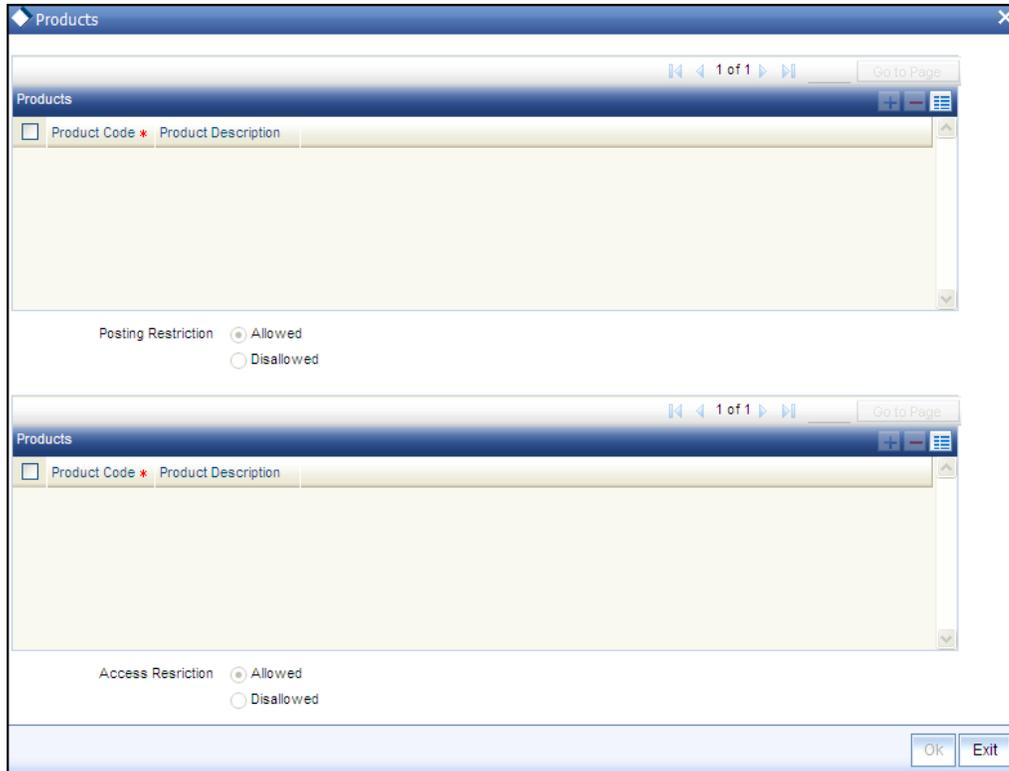 Products
1 of 1 Go to Page
Products
Product Code * Product Description
Posting Restriction Allowed
Disallowed
1 of 1 Go to Page
Products
Product Code * Product Description
Access Resriction Allowed
Disallowed
Ok Exit